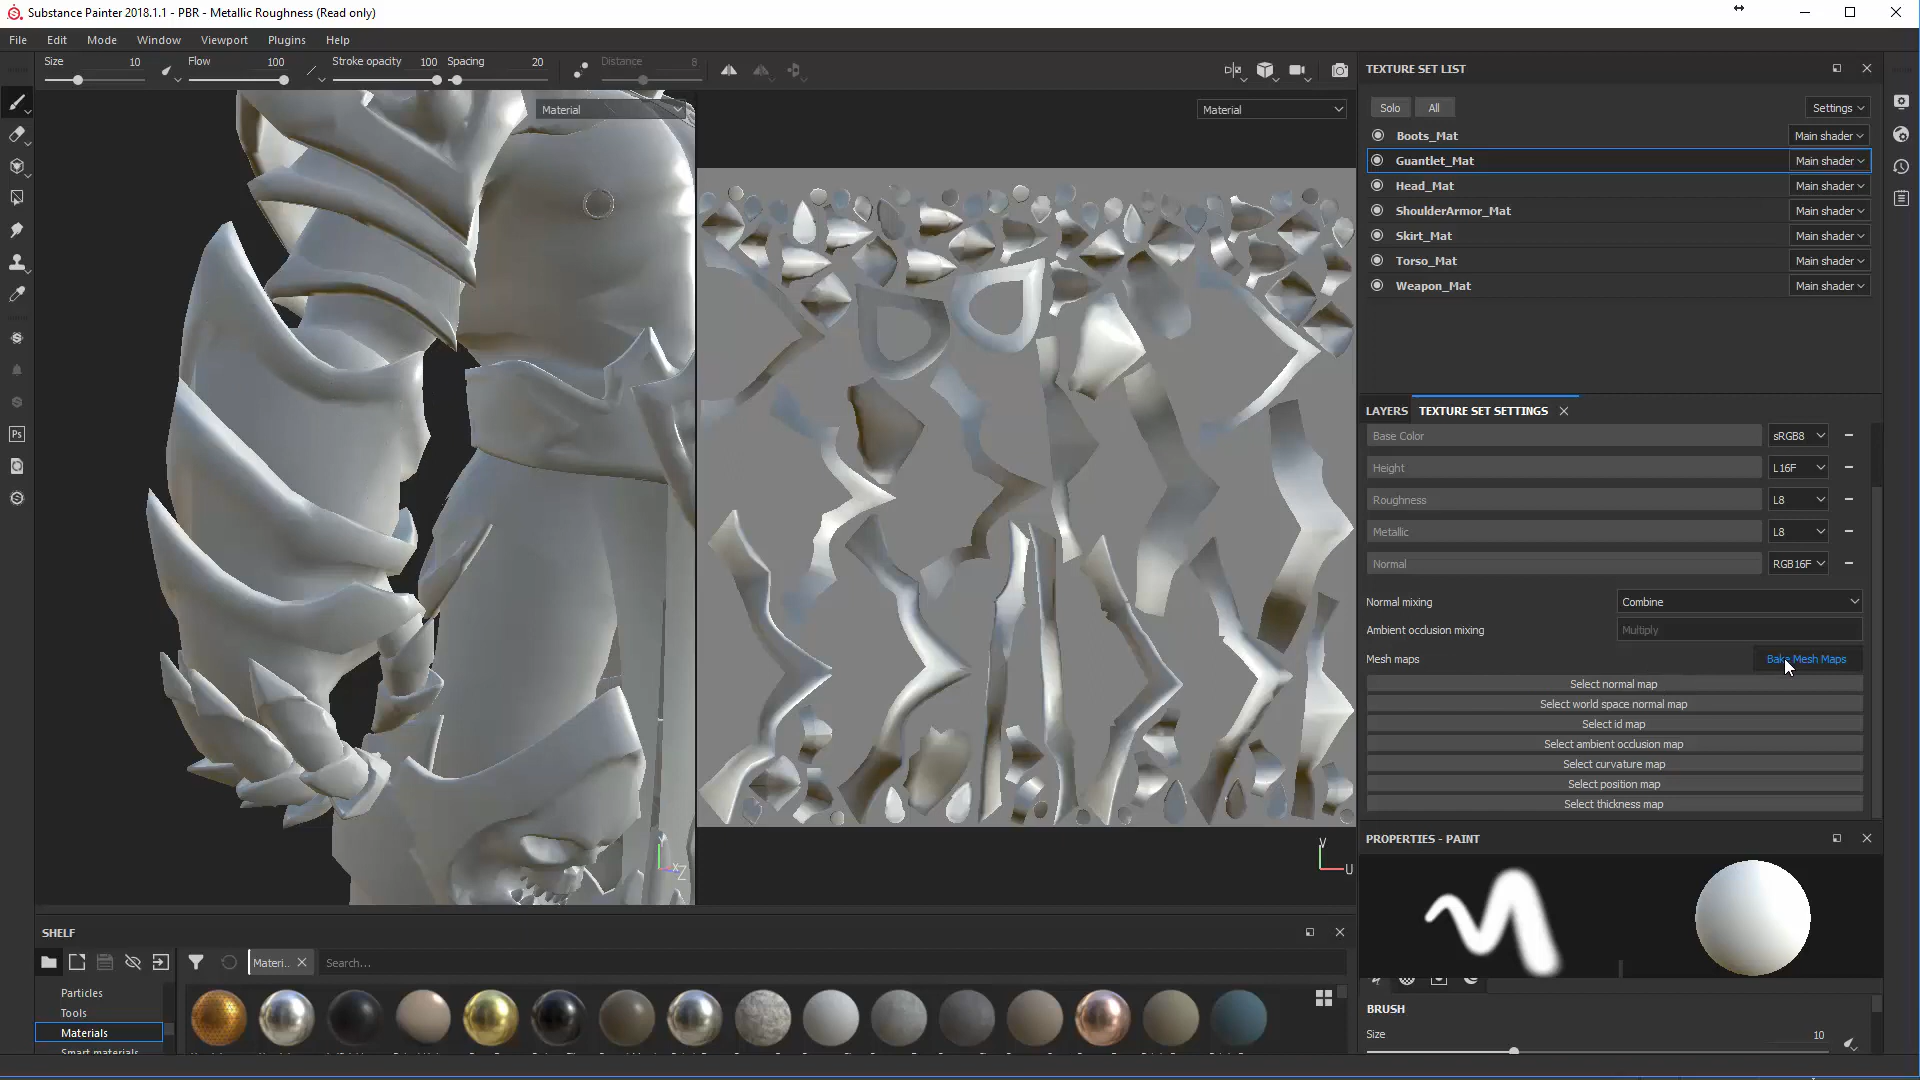 Substance Painter 2018.1.1 - PBR - Metallic Roughness (Read only)
File Edit Mode Window Viewport Plugins Help
Size 10 Flow 100 Stroke opacity 100 Spacing 20 Distance 8
Material
Material
TEXTURE SET LIST
Solo All Settings
Boots_Mat Main shader
Guantlet_Mat Main shader
Head_Mat Main shader
ShoulderArmor_Mat Main shader
Skirt_Mat Main shader
Torso_Mat Main shader
Weapon_Mat Main shader
LAYERS TEXTURE SET SETTINGS
Base Color sRGB8
Height L16F
Roughness L8
Metallic L8
Normal RGB16F
Normal mixing Combine
Ambient occlusion mixing Multiply
Mesh maps Bake Mesh Maps
Select normal map
Select world space normal map
Select id map
Select ambient occlusion map
Select curvature map
Select position map
Select thickness map
PROPERTIES - PAINT
BRUSH
Size 10
V
U
Z
SHELF
Materi.. Search...
Particles
Tools
Materials
Smart materials
Ps